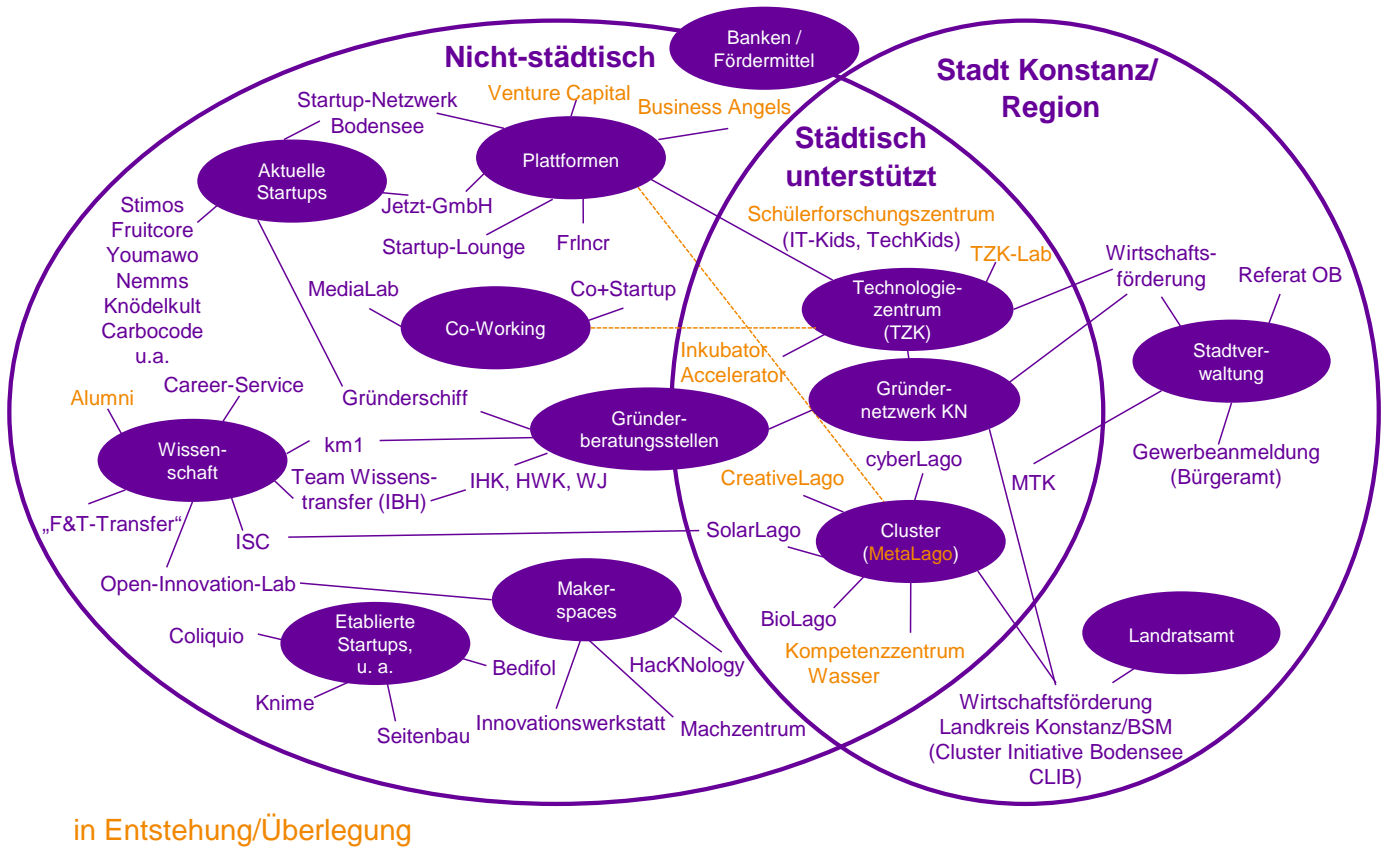 Banken /
Fördermittel
Nicht-städtisch
Stadt Konstanz/
Region
Städtisch
unterstützt
Startup-Netzwerk
Bodensee
Venture Capital
Business Angels
Aktuelle
Startups
Plattformen
Jetzt-GmbH
Startup-Lounge
FrIncr
Stimos
Fruitcore
Youmawo
Nemms
Knödelkult
Carbocode
u.a.
Schülerforschungszentrum
(IT-Kids, TechKids)
TZK-Lab
Technologie-
zentrum
(TZK)
Wirtschafts-
förderung
Referat OB
MediaLab
Co+Startup
Co-Working
Inkubator
Accelerator
Stadtver-
waltung
Gründer-
netzwerk KN
Career-Service
Alumni
Gründerschiff
Gründer-
beratungsstellen
Wissen-
schaft
km1
Team Wissens-
transfer (IBH)
IHK, HWK, WJ
cyberLago
CreativeLago
MTK
Gewerbeanmeldung
(Bürgeramt)
„F&T-Transfer“
ISC
SolarLago
Cluster
(MetaLago)
Open-Innovation-Lab
Maker-
spaces
BioLago
Kompetenzzentrum
Wasser
Landratsamt
Coliquio
Etablierte
Startups,
u. a.
Bedifol
HacKNology
Knime
Seitenbau
Innovationswerkstatt
Machzentrum
Wirtschaftsförderung
Landkreis Konstanz/BSM
(Cluster Initiative Bodensee
CLIB)
in Entstehung/Überlegung